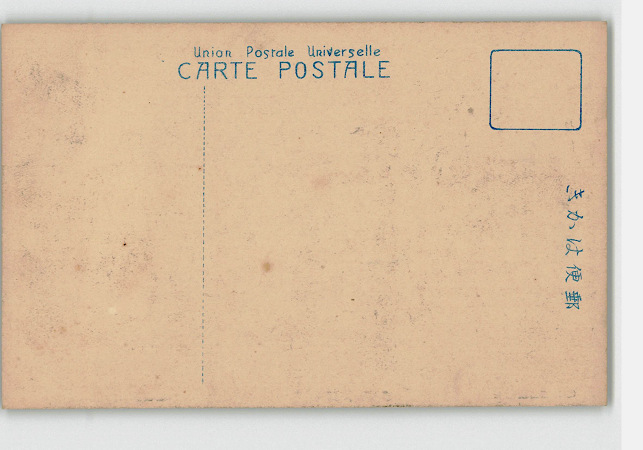 Union Postale Universelle
CARTE POSTALE
きかは便郵